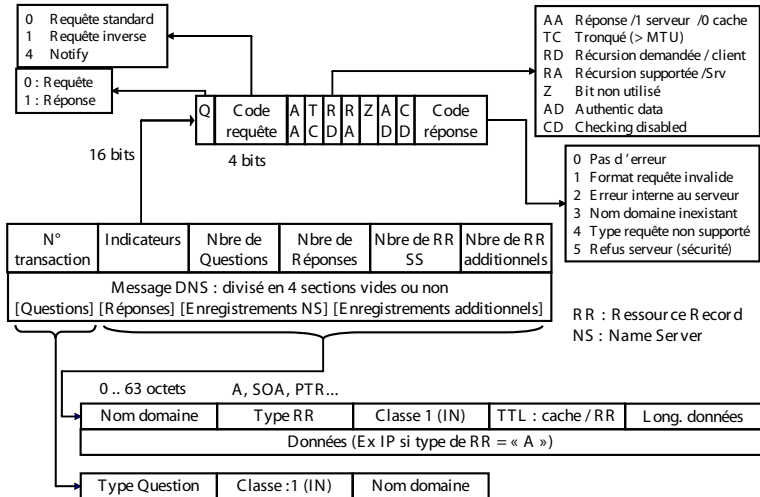 0 Requête standard
1 Requête inverse
4 Notify
0 : Requête
1 : Réponse
AA Réponse /1 serveur /0 cache
TC Tronqué (> MTU)
RD Récursion demandée / client
RA Récursion supportée /Srv
Z Bit non utilisé
AD Authentic data
CD Checking disabled
Q Code A T R R Z A C Code
requête A C D A D D réponse
16 bits
4 bits
0 Pas d'erreur
1 Format requête invalide
2 Erreur interne au serveur
3 Nom domaine inexistant
4 Type requête non supporté
5 Refus serveur (sécurité)
N° Indicateurs Nbre de Nbre de Nbre de RR Nbre de RR
transaction Questions Réponses SS additionnels
Message DNS : divisé en 4 sections vides ou non
[Questions] [Réponses] [Enregistrements NS] [Enregistrements additionnels]
RR : Ressource Record
NS : Name Server
0 .. 63 octets A, SOA, PTR...
Nom domaine Type RR Classe 1 (IN) TTL : cache / RR Long. données
Données (Ex IP si type de RR = « A »)
Type Question Classe :1 (IN) Nom domaine